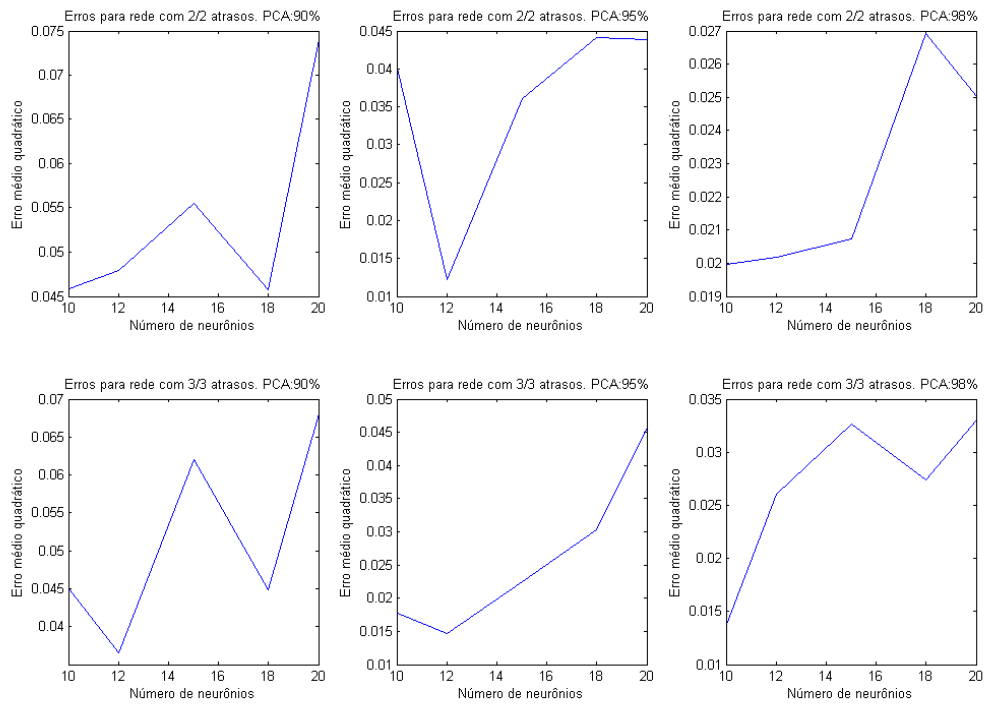 Erros para rede com 2/2 atrasos. PCA:90%
0.075
0.07
0.065
0.06
0.055
0.05
0.045
10 12 14 16 18 20
Erro médio quadrático
Número de neurônios
Erros para rede com 2/2 atrasos. PCA:95%
0.045
0.04
0.035
0.03
0.025
0.02
0.015
0.01
10 12 14 16 18 20
Erro médio quadrático
Número de neurônios
Erros para rede com 2/2 atrasos. PCA:98%
0.027
0.026
0.025
0.024
0.023
0.022
0.021
0.02
0.019
10 12 14 16 18 20
Erro médio quadrático
Número de neurônios
Erros para rede com 3/3 atrasos. PCA:90%
0.07
0.065
0.06
0.055
0.05
0.045
0.04
10 12 14 16 18 20
Erro médio quadrático
Número de neurônios
Erros para rede com 3/3 atrasos. PCA:95%
0.05
0.045
0.04
0.035
0.03
0.025
0.02
0.015
0.01
10 12 14 16 18 20
Erro médio quadrático
Número de neurônios
Erros para rede com 3/3 atrasos. PCA:98%
0.035
0.03
0.025
0.02
0.015
0.01
10 12 14 16 18 20
Erro médio quadrático
Número de neurônios